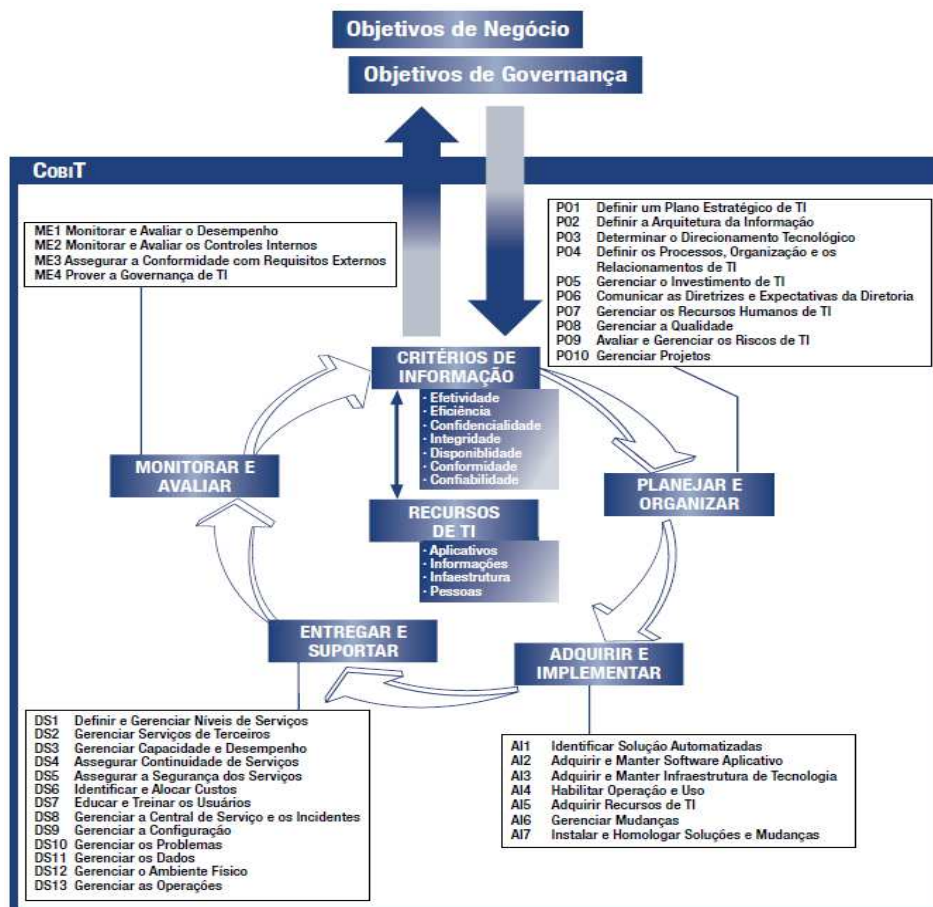 Objetivos de Negócio
Objetivos de Governança
COBIT
ME1 Monitorar e Avaliar o Desempenho
ME2 Monitorar e Avaliar os Controles Internos
ME3 Assegurar a Conformidade com Requisitos Externos
ME4 Prover a Governança de TI
PO1 Definir um Plano Estratégico de TI
PO2 Definir a Arquitetura da Informação
PO3 Determinar o Direcionamento Tecnológico
PO4 Definir os Processos, Organização e os
Relacionamentos de TI
PO5 Gerenciar o Investimento de TI
PO6 Comunicar as Diretrizes e Expectativas da Diretoria
PO7 Gerenciar os Recursos Humanos de TI
PO8 Gerenciar a Qualidade
PO9 Avaliar e Gerenciar os Riscos de TI
PO10 Gerenciar Projetos
CRITÉRIOS DE
INFORMAÇÃO
· Efetividade
· Eficiência
· Confidencialidade
· Integridade
· Disponiblidade
· Conformidade
· Confiabilidade
MONITORAR E
AVALIAR
PLANEJAR E
ORGANIZAR
RECURSOS
DE TI
· Aplicativos
· Informações
· Infaestrutura
· Pessoas
ENTREGAR E
SUPORTAR
ADQUIRIR E
IMPLEMENTAR
DS1 Definir e Gerenciar Níveis de Serviços
DS2 Gerenciar Serviços de Terceiros
DS3 Gerenciar Capacidade e Desempenho
DS4 Assegurar Continuidade de Serviços
DS5 Assegurar a Segurança dos Serviços
DS6 Identificar e Alocar Custos
DS7 Educar e Treinar os Usuários
DS8 Gerenciar a Central de Serviço e os Incidentes
DS9 Gerenciar a Configuração
DS10 Gerenciar os Problemas
DS11 Gerenciar os Dados
DS12 Gerenciar o Ambiente Físico
DS13 Gerenciar as Operações
AI1 Identificar Solução Automatizadas
AI2 Adquirir e Manter Software Aplicativo
AI3 Adquirir e Manter Infraestrutura de Tecnologia
AI4 Habilitar Operação e Uso
AI5 Adquirir Recursos de TI
AI6 Gerenciar Mudanças
AI7 Instalar e Homologar Soluções e Mudanças